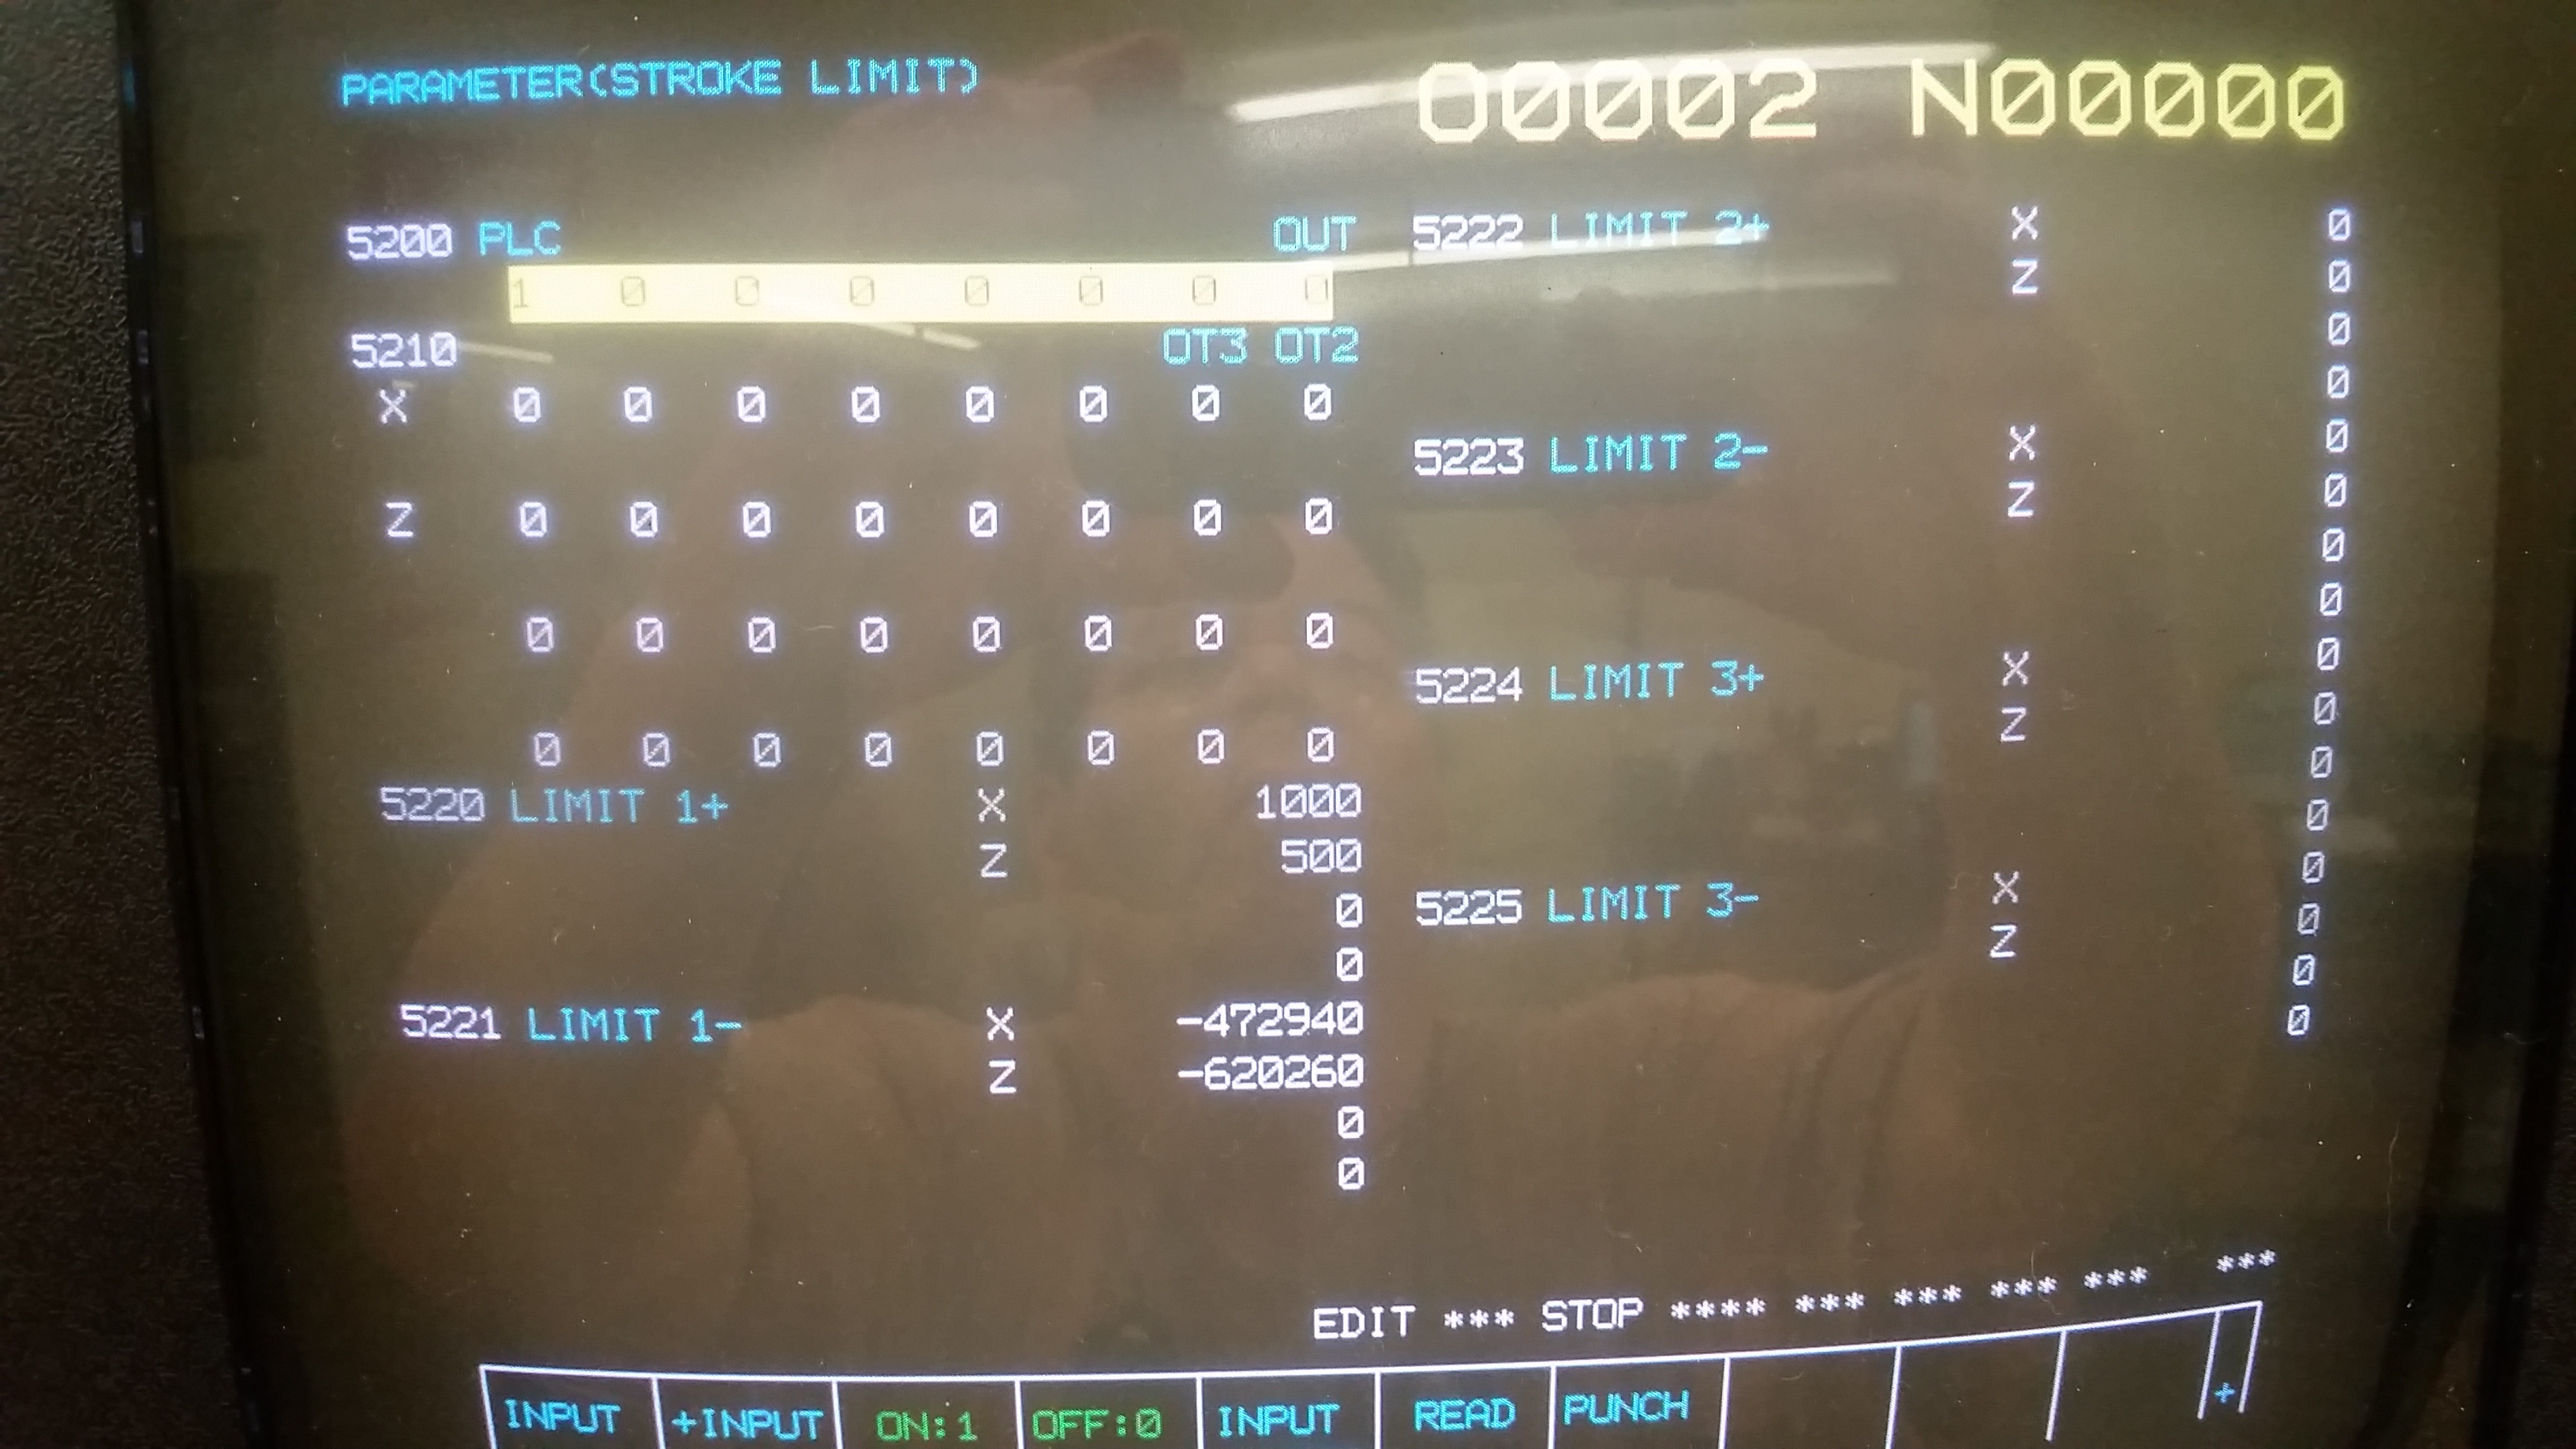 PARAMETER(STROKE LIMIT)
O0002 N00000
5200 PLC OUT
1 0 0 0 0 0 0 0
5210 OT3 OT2
X 0 0 0 0 0 0 0 0
Z 0 0 0 0 0 0 0 0
0 0 0 0 0 0 0 0
0 0 0 0 0 0 0 0
5220 LIMIT 1+ X 1000
Z 500
0
0
5221 LIMIT 1- X -472940
Z -620260
0
0
5222 LIMIT 2+ X 0
Z 0
0
0
5223 LIMIT 2- X 0
Z 0
0
0
5224 LIMIT 3+ X 0
Z 0
0
0
5225 LIMIT 3- X 0
Z 0
0
0
EDIT *** STOP **** *** *** *** *** ***
INPUT +INPUT ON:1 OFF:0 INPUT READ PUNCH +